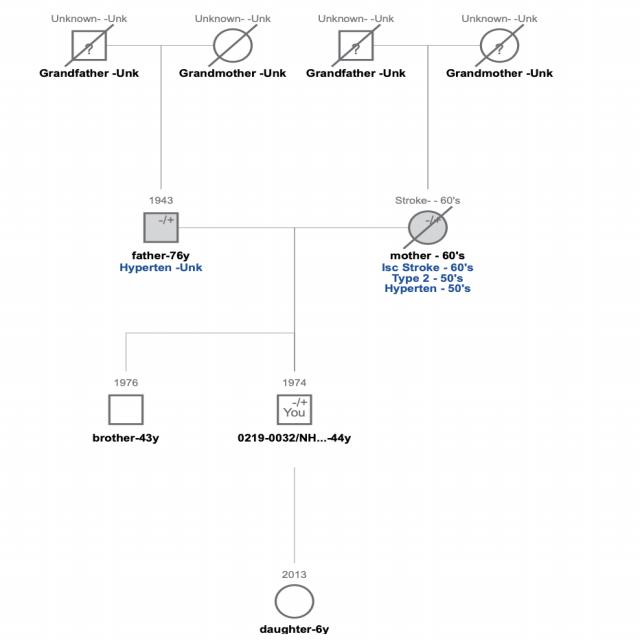 Unknown- -Unk
Unknown- -Unk
Unknown- -Unk
Unknown- -Unk
?
?
?
Grandfather -Unk
Grandmother -Unk
Grandfather -Unk
Grandmother -Unk
1943
Stroke- - 60's
-/+
-/+
father-76y
Hyperten -Unk
mother - 60's
Isc Stroke - 60's
Type 2 - 50's
Hyperten - 50's
1976
1974
-/+
You
brother-43y
0219-0032/NH...-44y
2013
daughter-6y